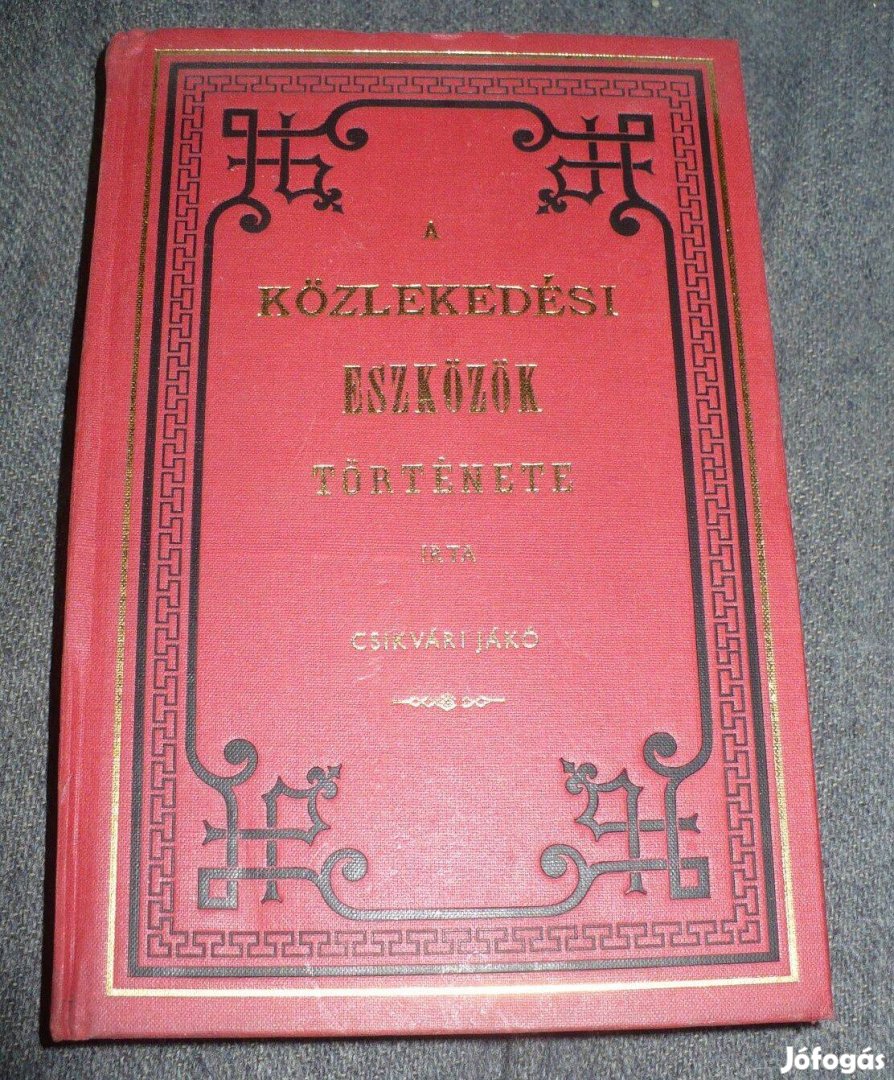 A
KÖZLEKEDÉSI
ESZKÖZÖK
TÖRTÉNETE
IRTA
CSIKVÁRI JÁKÓ
Jófogás